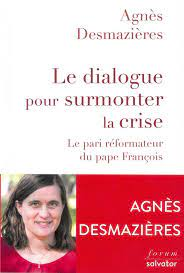 Agnès
Desmazières
Le dialogue
pour surmonter
la crise
Le pari réformateur
du pape François
AGNÈS
DESMAZIÈRES
forum
salvator